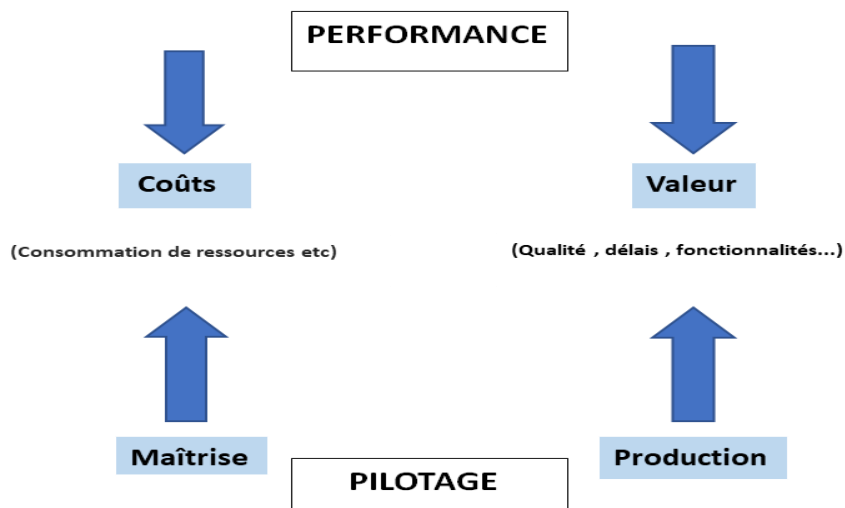 PERFORMANCE
Coûts
Valeur
(Consommation de ressources etc)
(Qualité , délais , fonctionnalités...)
Maîtrise
Production
PILOTAGE